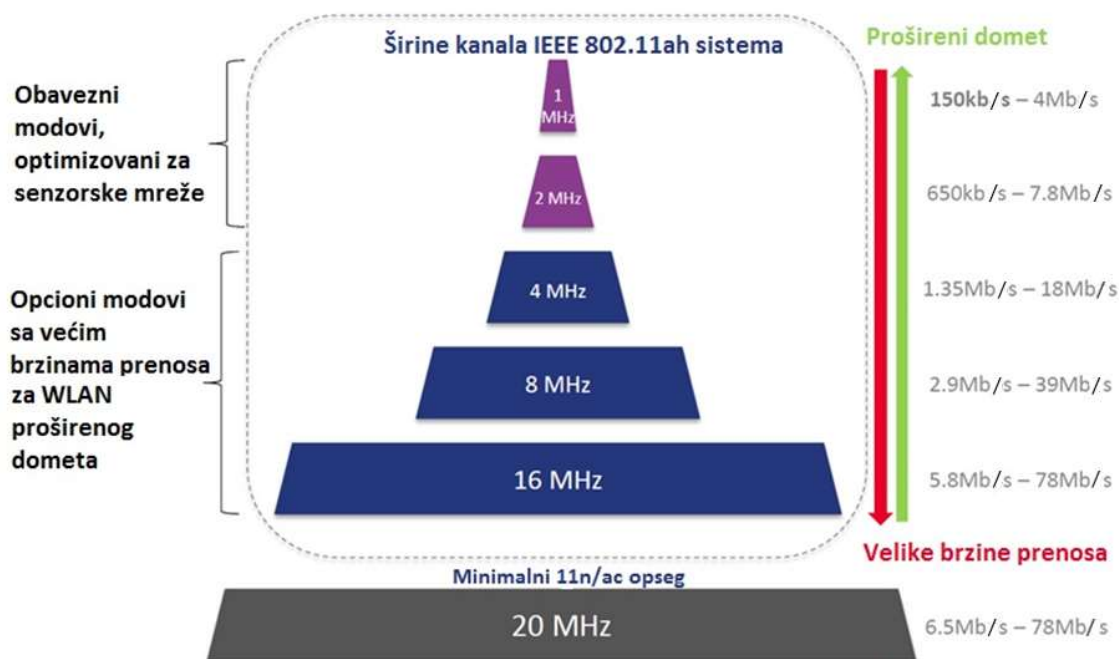 Širine kanala IEEE 802.11ah sistema
Prošireni domet
Obavezni
modovi,
optimizovani za
senzorske mreže
1
MHz
150kb/s – 4Mb/s
2 MHz
650kb/s – 7.8Mb/s
Opcioni modovi
sa većim
brzinama prenosa
za WLAN
proširenog
dometa
4 MHz
1.35Mb/s – 18Mb/s
8 MHz
2.9Mb/s – 39Mb/s
16 MHz
5.8Mb/s – 78Mb/s
Velike brzine prenosa
Minimalni 11n/ac opseg
20 MHz
6.5Mb/s – 78Mb/s